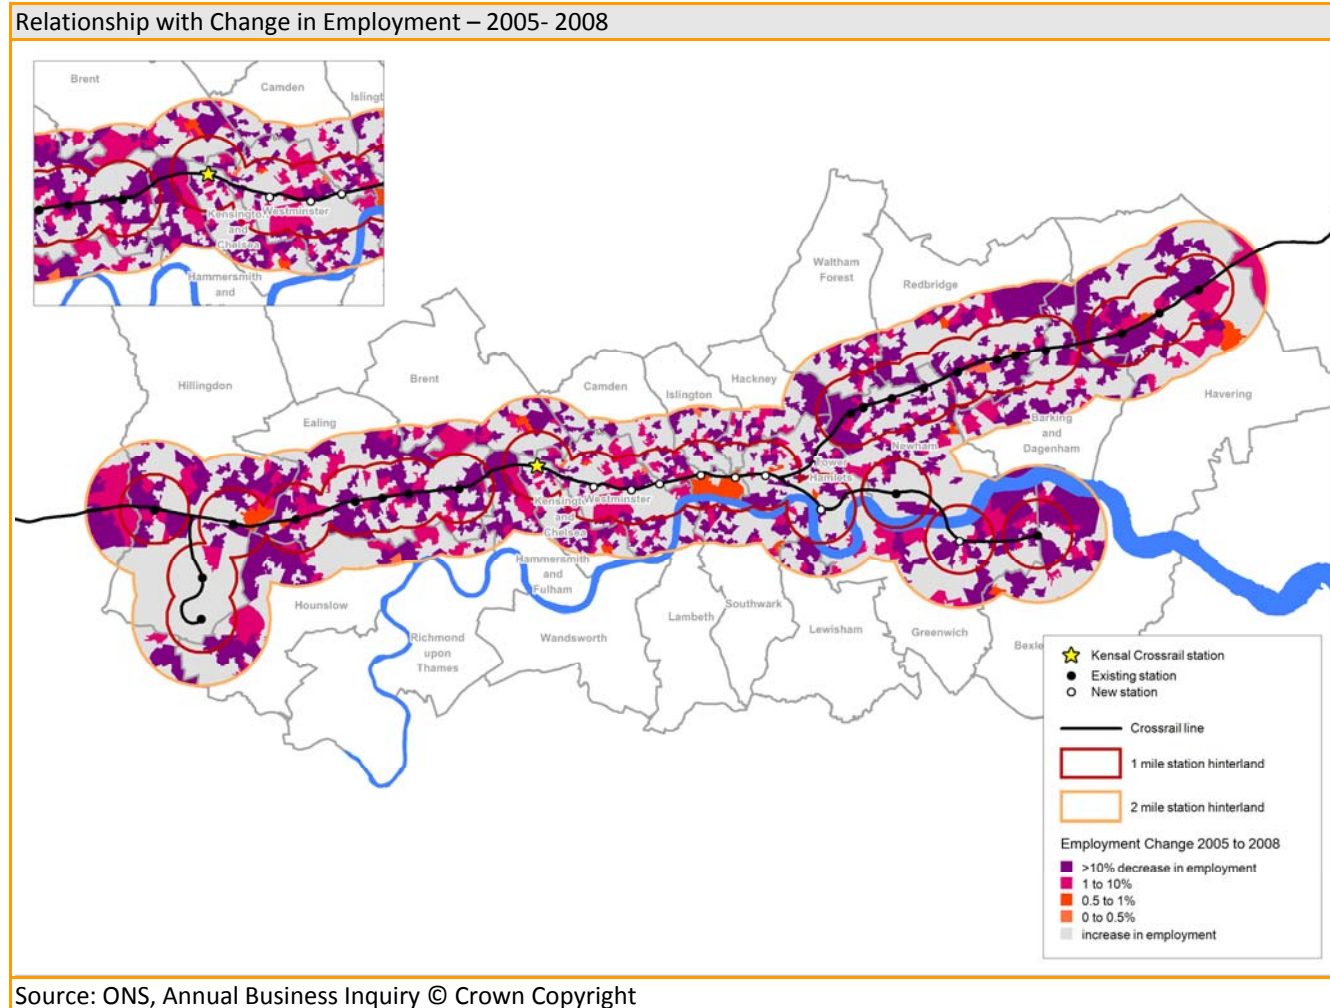 Relationship with Change in Employment – 2005- 2008
Brent
Camden
Islingt
Kensingto
Westminster
and
Chelsea
Hammersmith
and
Waltham
Forest
Redbridge
Hillingdon
Brent
Camden
Hackney
Islington
Havering
Ealing
Barking
and
Dagenham
Newham
Tower
Hamlets
Kensingt
Westminster
and
Chelsea
Hammersmith
and
Fulham
Hounslow
Richmond
upon
Thames
Wandsworth
Lambeth
Southwark
Lewisham
Greenwich
Bexle
Kensal Crossrail station
Existing station
New station
Crossrail line
1 mile station hinterland
2 mile station hinterland
Employment Change 2005 to 2008
>10% decrease in employment
1 to 10%
0.5 to 1%
0 to 0.5%
increase in employment
Source: ONS, Annual Business Inquiry © Crown Copyright